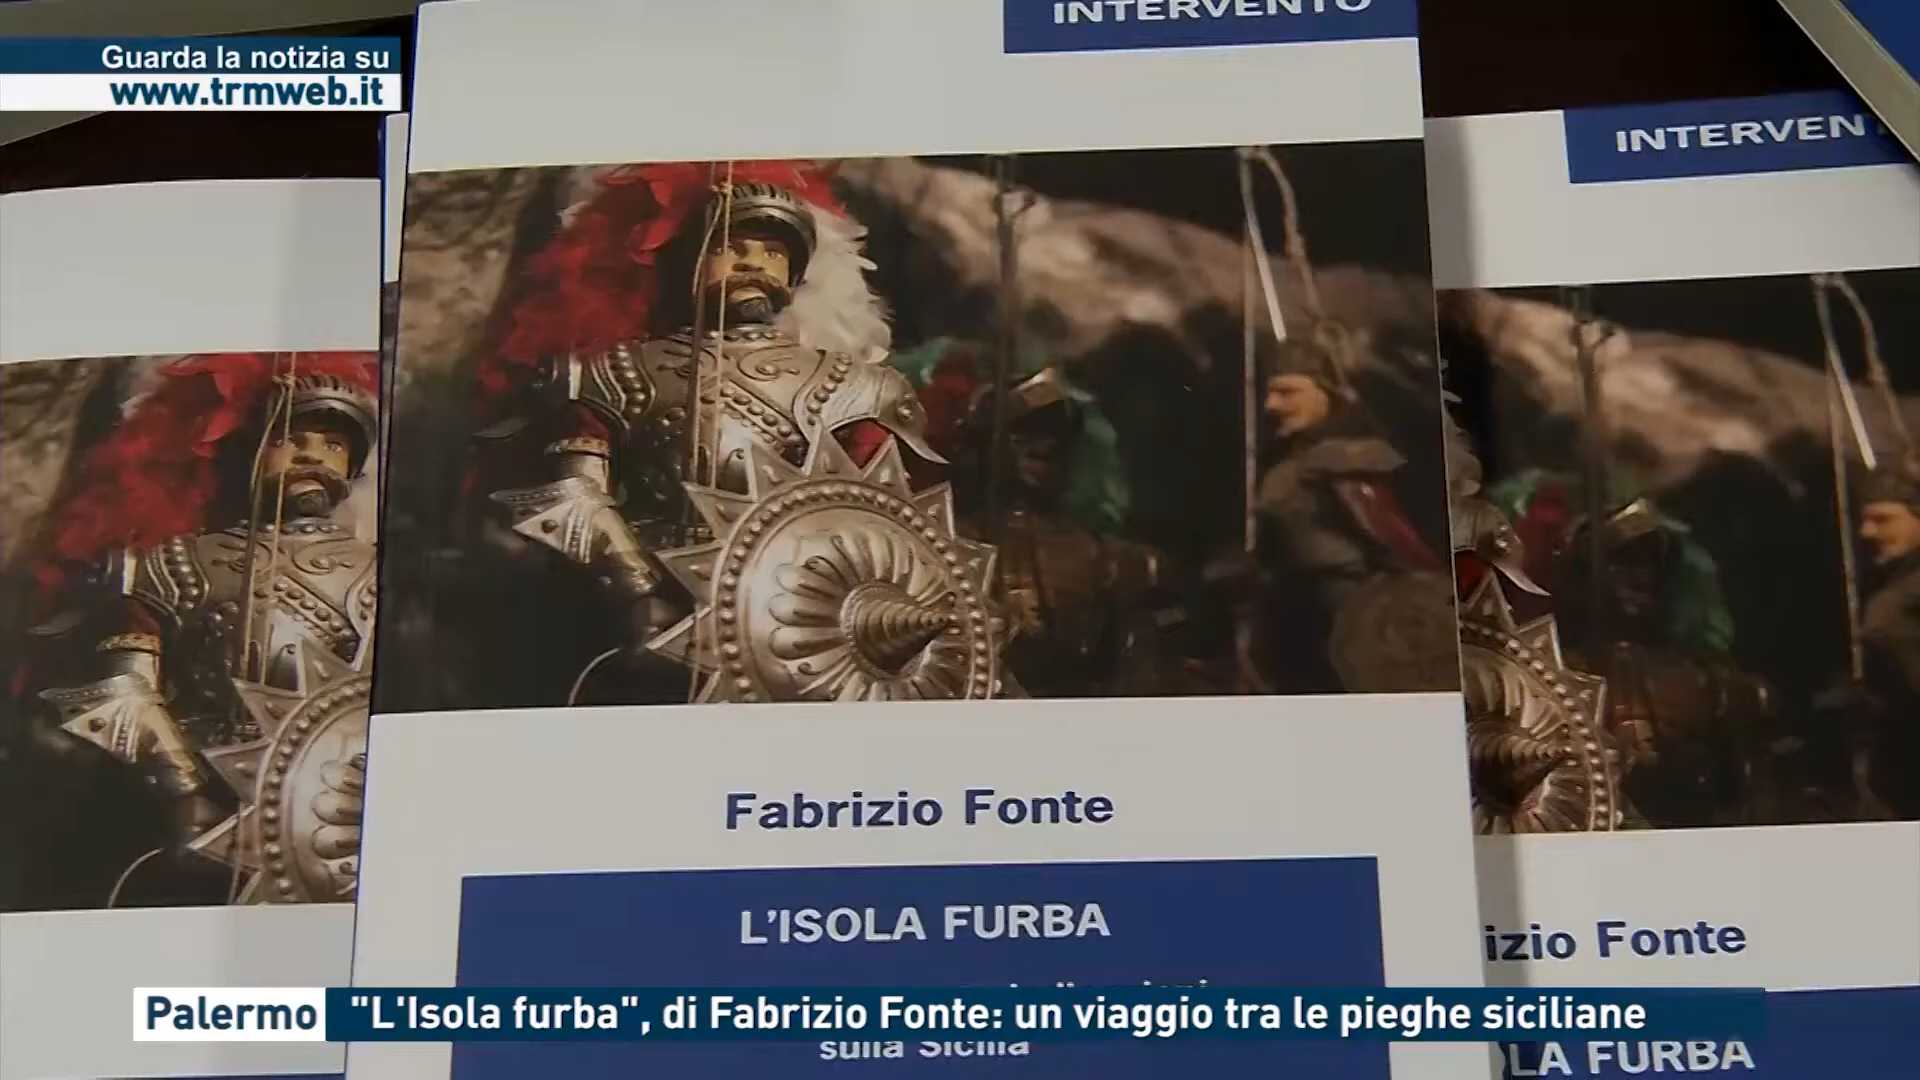 INTERVENTO
Guarda la notizia su
www.trmweb.it
INTERVENT
Fabrizio Fonte
L'ISOLA FURBA
izio Fonte
Palermo "L'Isola furba", di Fabrizio Fonte: un viaggio tra le pieghe siciliane
sulla Sicilia
LA FURBA